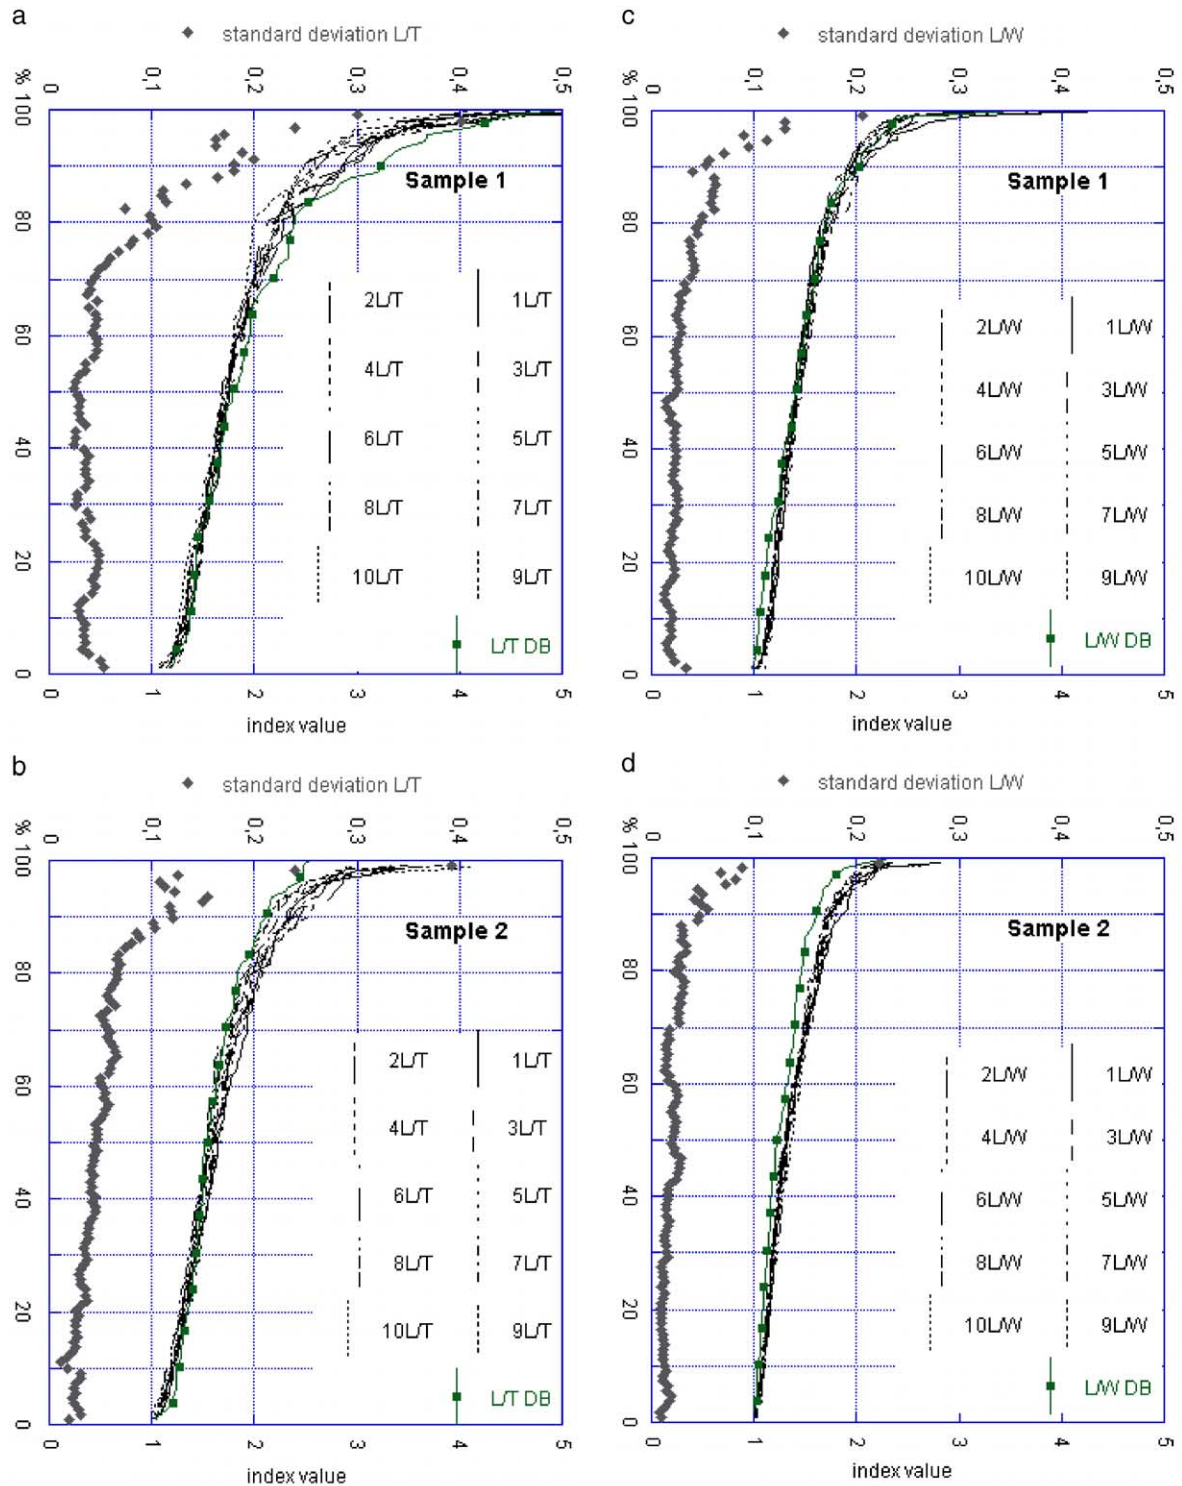 a
standard deviation L/T
0 0,1 0,2 0,3 0,4 0,5
% 100
80
60
40
20
0
Sample 1
2L/T 1L/T
4L/T 3L/T
6L/T 5L/T
8L/T 7L/T
10L/T 9L/T
L/T DB
0 1 2 3 4 5
index value
c
standard deviation L/W
0 0,1 0,2 0,3 0,4 0,5
% 100
80
60
40
20
0
Sample 1
2L/W 1L/W
4L/W 3L/W
6L/W 5L/W
8L/W 7L/W
10L/W 9L/W
L/W DB
0 1 2 3 4 5
index value
b
standard deviation L/T
0 0,1 0,2 0,3 0,4 0,5
% 100
80
60
40
20
0
Sample 2
2L/T 1L/T
4L/T 3L/T
6L/T 5L/T
8L/T 7L/T
10L/T 9L/T
L/T DB
0 1 2 3 4 5
index value
d
standard deviation L/W
0 0,1 0,2 0,3 0,4 0,5
% 100
80
60
40
20
0
Sample 2
2L/W 1L/W
4L/W 3L/W
6L/W 5L/W
8L/W 7L/W
10L/W 9L/W
L/W DB
0 1 2 3 4 5
index value